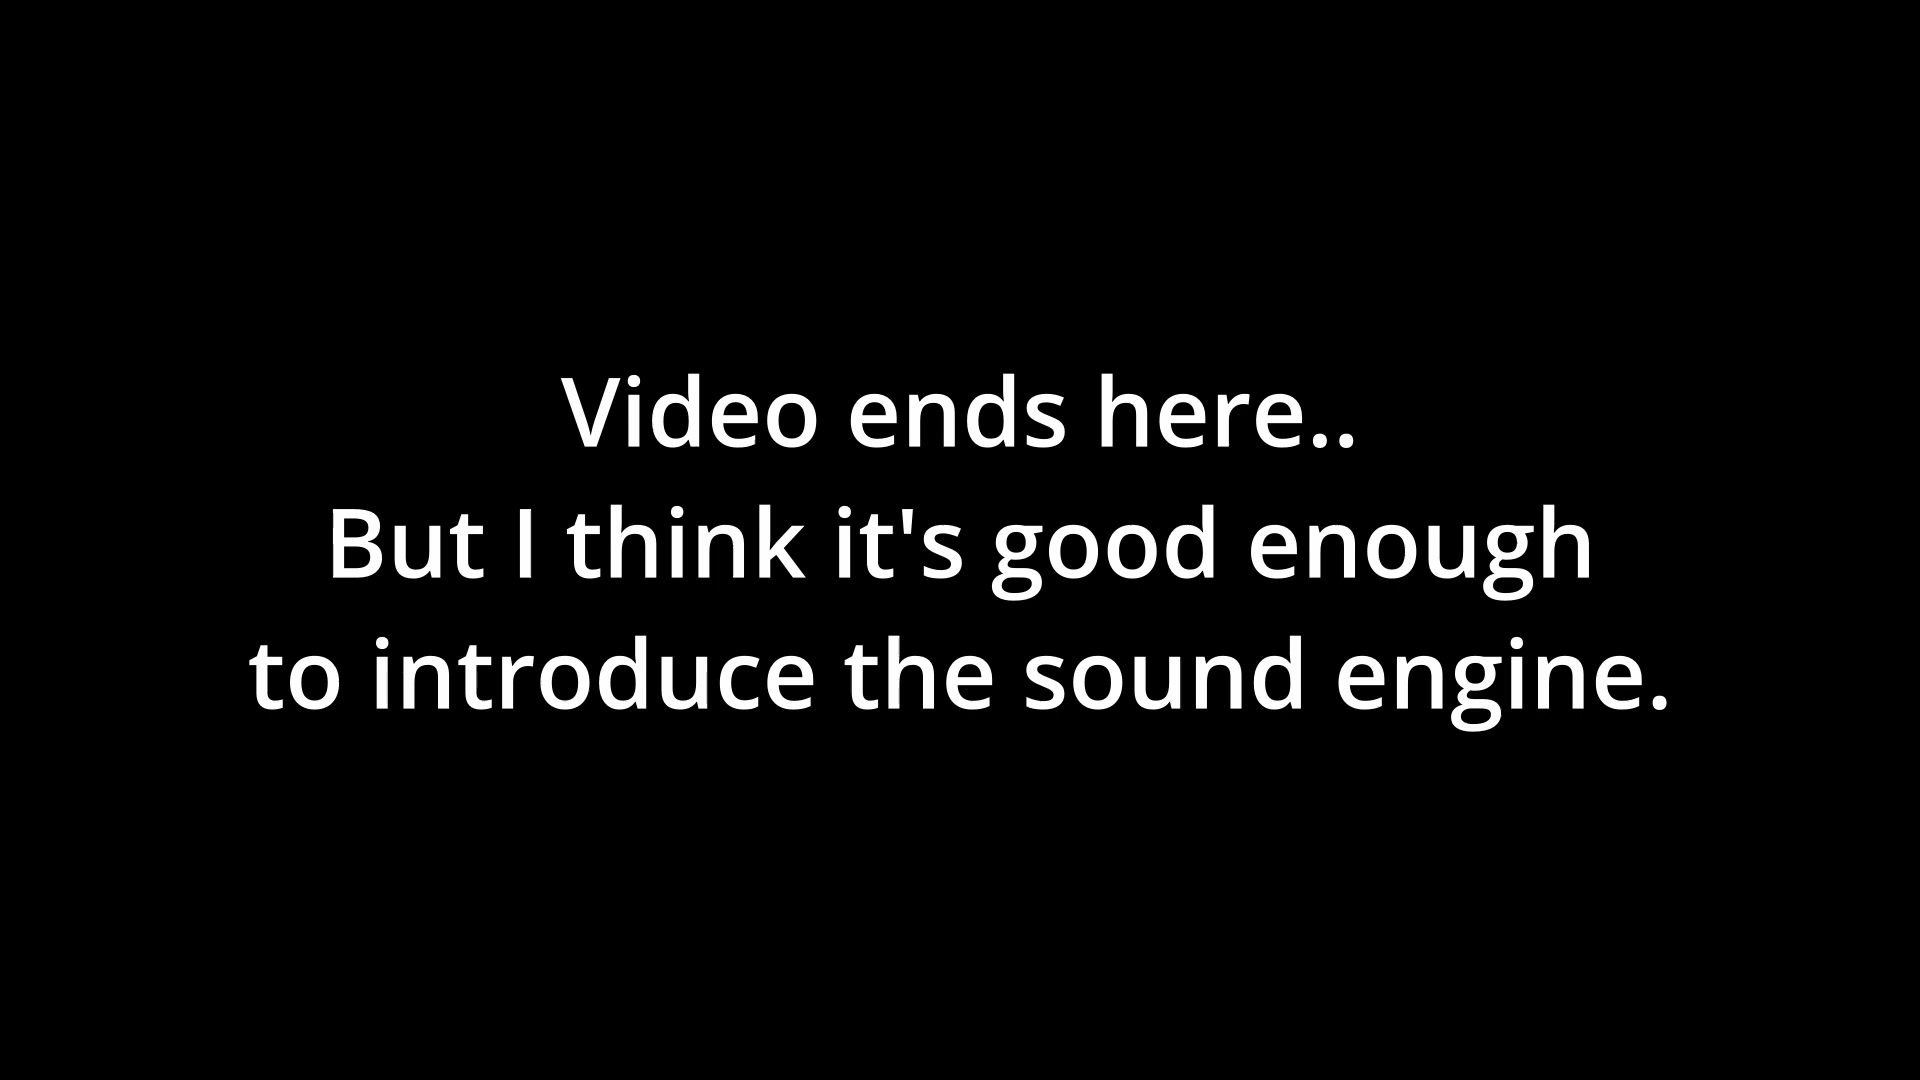 Video ends here..
But I think it's good enough
to introduce the sound engine.